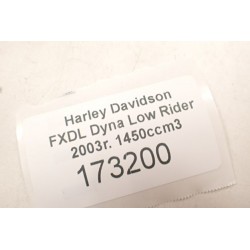 Harley Davidson
FXDL Dyna Low Rider
2003r. 1450ccm3
173200